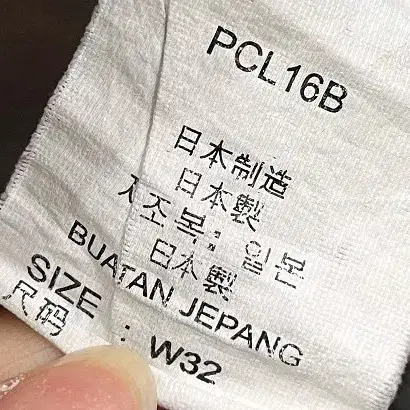 PCL16B
日本制造
日本製
제조국: 일본
日本製
BUATAN JEPANG
SIZE : W32
尺码